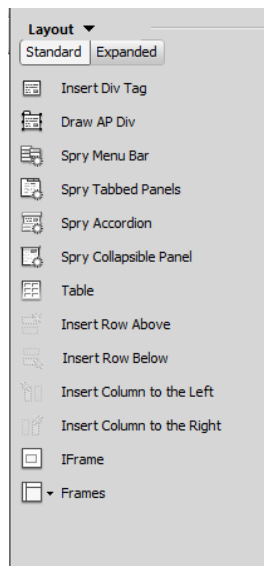 Layout
Standard Expanded
Insert Div Tag
Draw AP Div
Spry Menu Bar
Spry Tabbed Panels
Spry Accordion
Spry Collapsible Panel
Table
Insert Row Above
Insert Row Below
Insert Column to the Left
Insert Column to the Right
IFrame
Frames